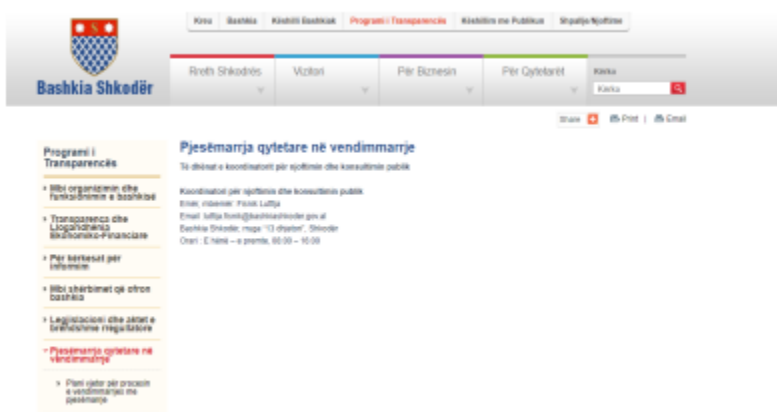 Kreu Bashkia Këshilli Bashkiak Programi i Transparencës Këshillim me Publikun Shpallje/Njoftime
Bashkia Shkodër
Rreth Shkodrës Vizitori Për Biznesin Për Qytetarët
Kërko
Kërko
Share Print | Email
Programi i
Transparencës
Mbi organizimin dhe
funksionimin e bashkisë
Transparenca dhe
Llogaridhënia
Ekonomiko-Financiare
Për kërkesat për
informim
Mbi shërbimet që ofron
bashkia
Legjislacioni dhe aktet e
brendshme rregullatore
Pjesëmarrja qytetare në
vendimmarrje
Plani vjetor për procesin
e vendimmarrjes me
pjesëmarrje
Pjesëmarrja qytetare në vendimmarrje
Të dhënat e koordinatorit për njoftimin dhe konsultimin publik
Koordinatori për njoftimin dhe konsultimin publik
Emër, mbiemër: Florik Luftja
Email: luftja.florik@bashkiashkoder.gov.al
Bashkia Shkodër, rruga "13 dhjetori", Shkodër
Orari : E hënë – e premte, 08:00 – 16:00